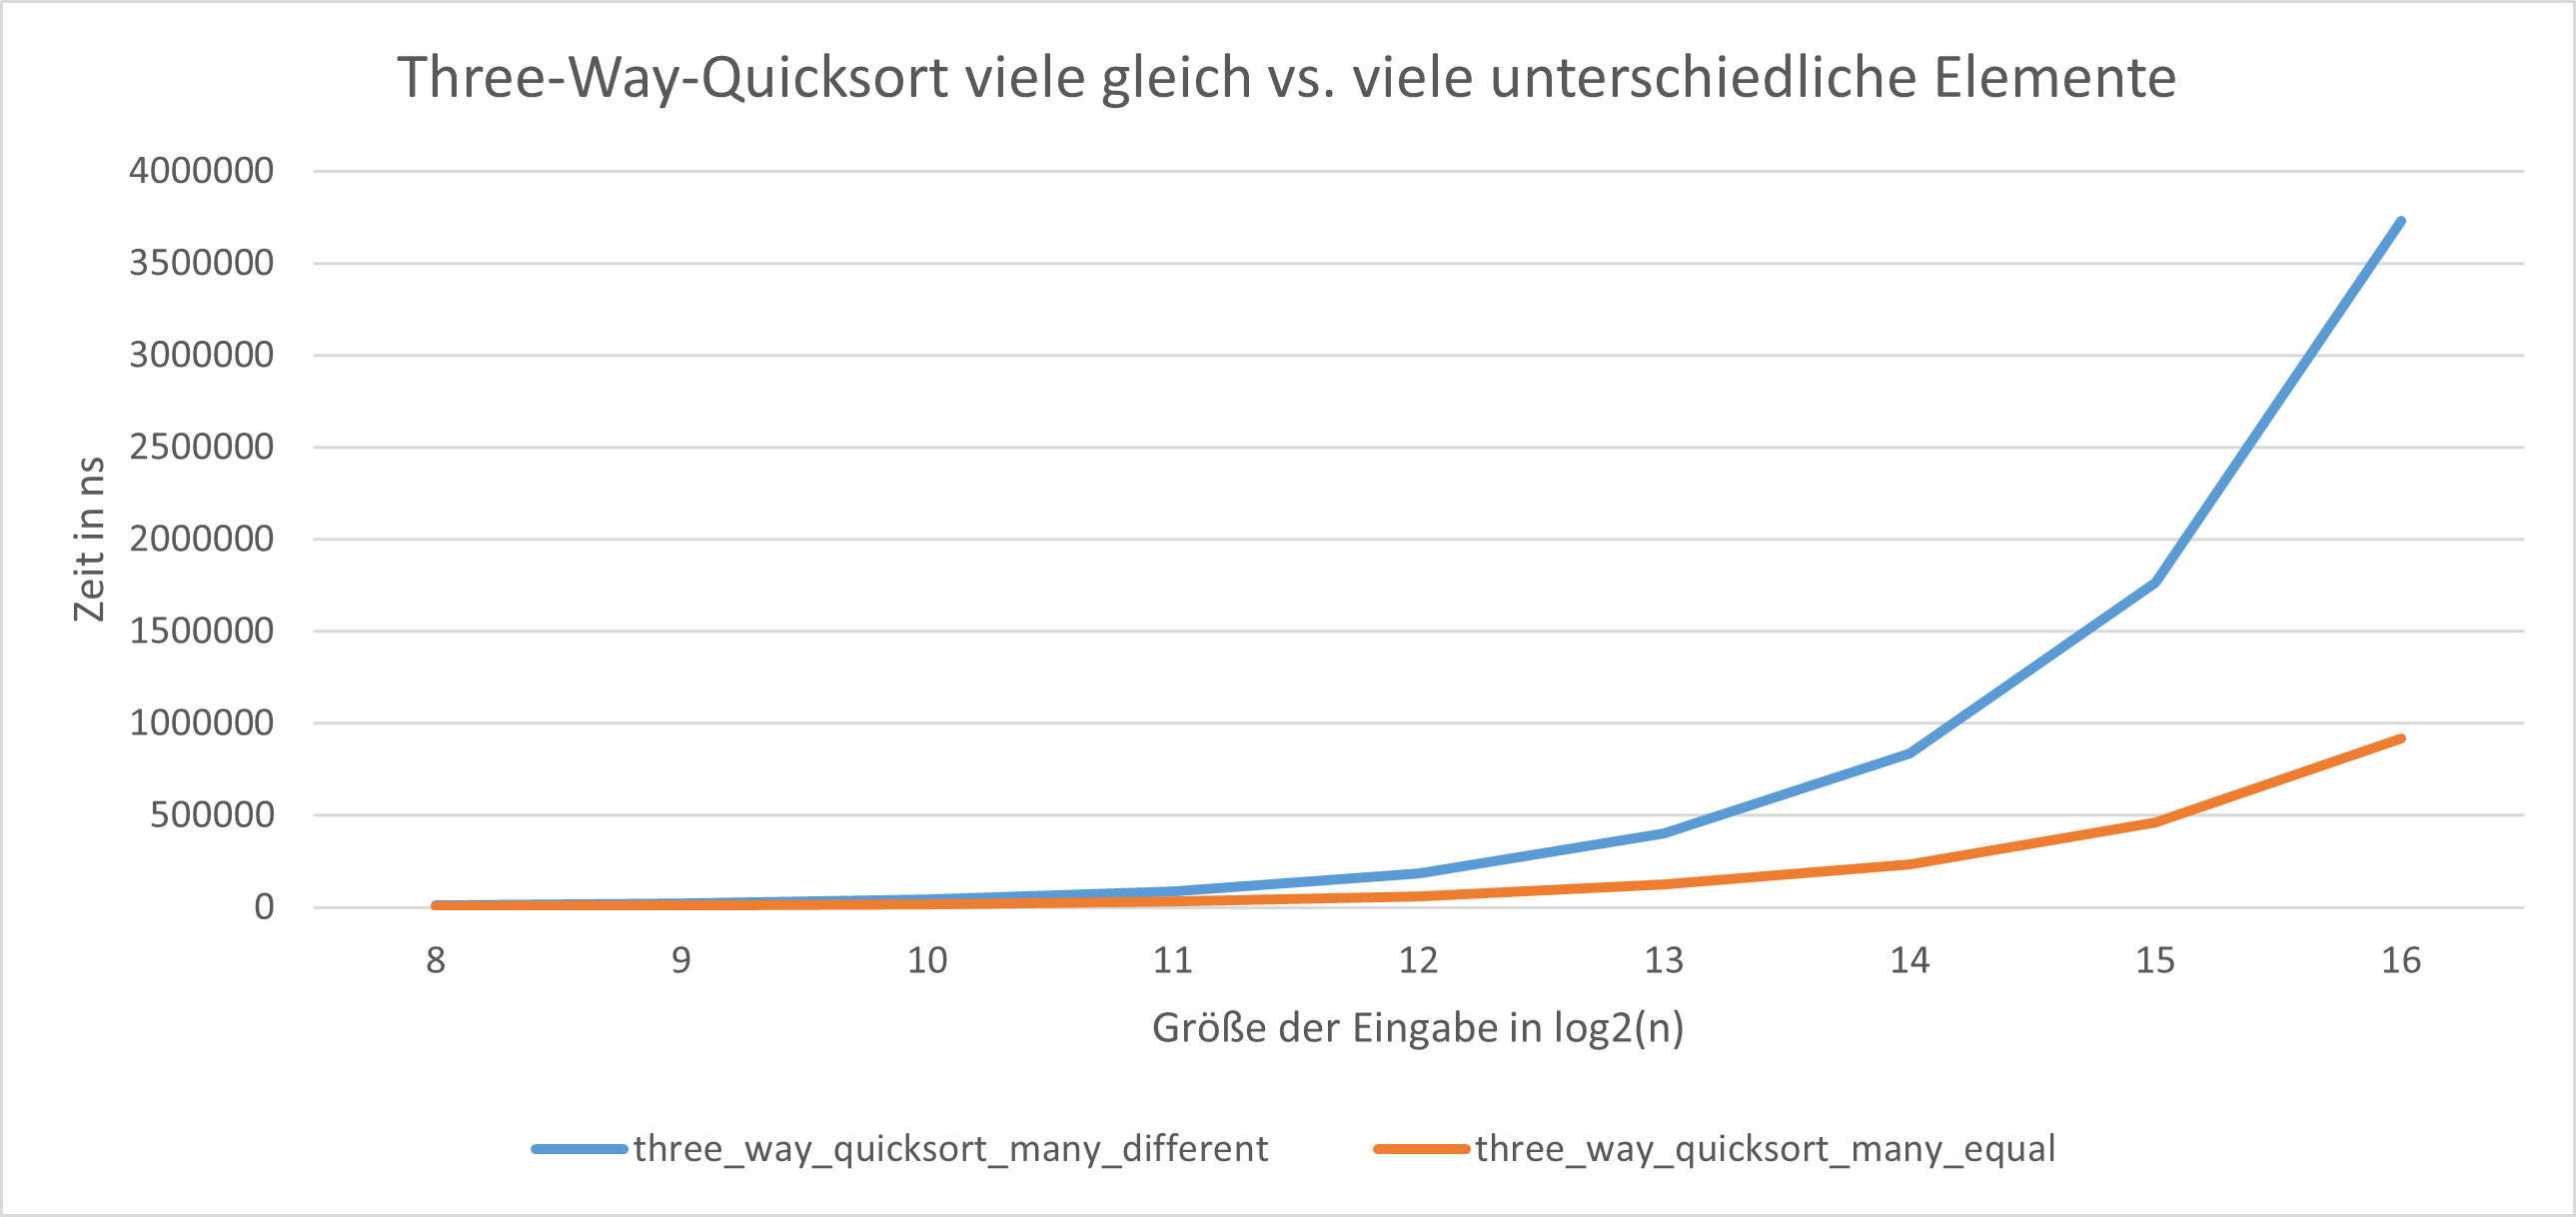 Three-Way-Quicksort viele gleich vs. viele unterschiedliche Elemente
4000000
3500000
3000000
2500000
2000000
1500000
1000000
500000
0
Zeit in ns
8 9 10 11 12 13 14 15 16
Größe der Eingabe in log2(n)
three_way_quicksort_many_different three_way_quicksort_many_equal